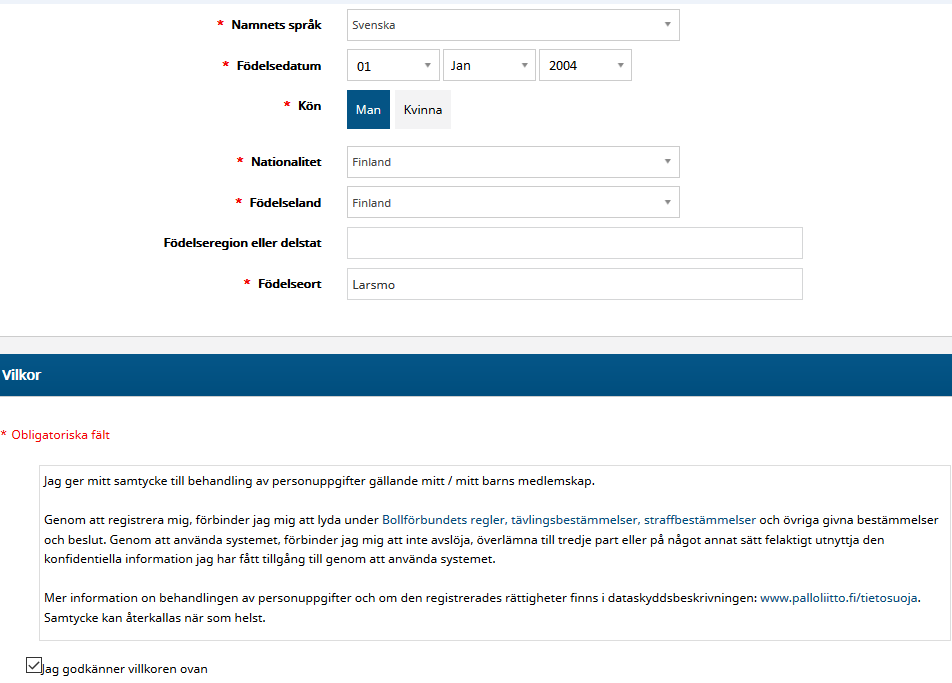 * Namnets språk Svenska
* Födelsedatum 01 Jan 2004
* Kön Man Kvinna
* Nationalitet Finland
* Födelseland Finland
Födelseregion eller delstat
* Födelseort Larsmo
Vilkor
* Obligatoriska fält
Jag ger mitt samtycke till behandling av personuppgifter gällande mitt / mitt barns medlemskap.
Genom att registrera mig, förbinder jag mig att lyda under Bollförbundets regler, tävlingsbestämmelser, straffbestämmelser och övriga givna bestämmelser
och beslut. Genom att använda systemet, förbinder jag mig att inte avslöja, överlämna till tredje part eller på något annat sätt felaktigt utnyttja den
konfidentiella information jag har fått tillgång till genom att använda systemet.
Mer information on behandlingen av personuppgifter och om den registrerades rättigheter finns i dataskyddsbeskrivningen: www.palloliitto.fi/tietosuoja.
Samtycke kan återkallas när som helst.
Jag godkänner villkoren ovan